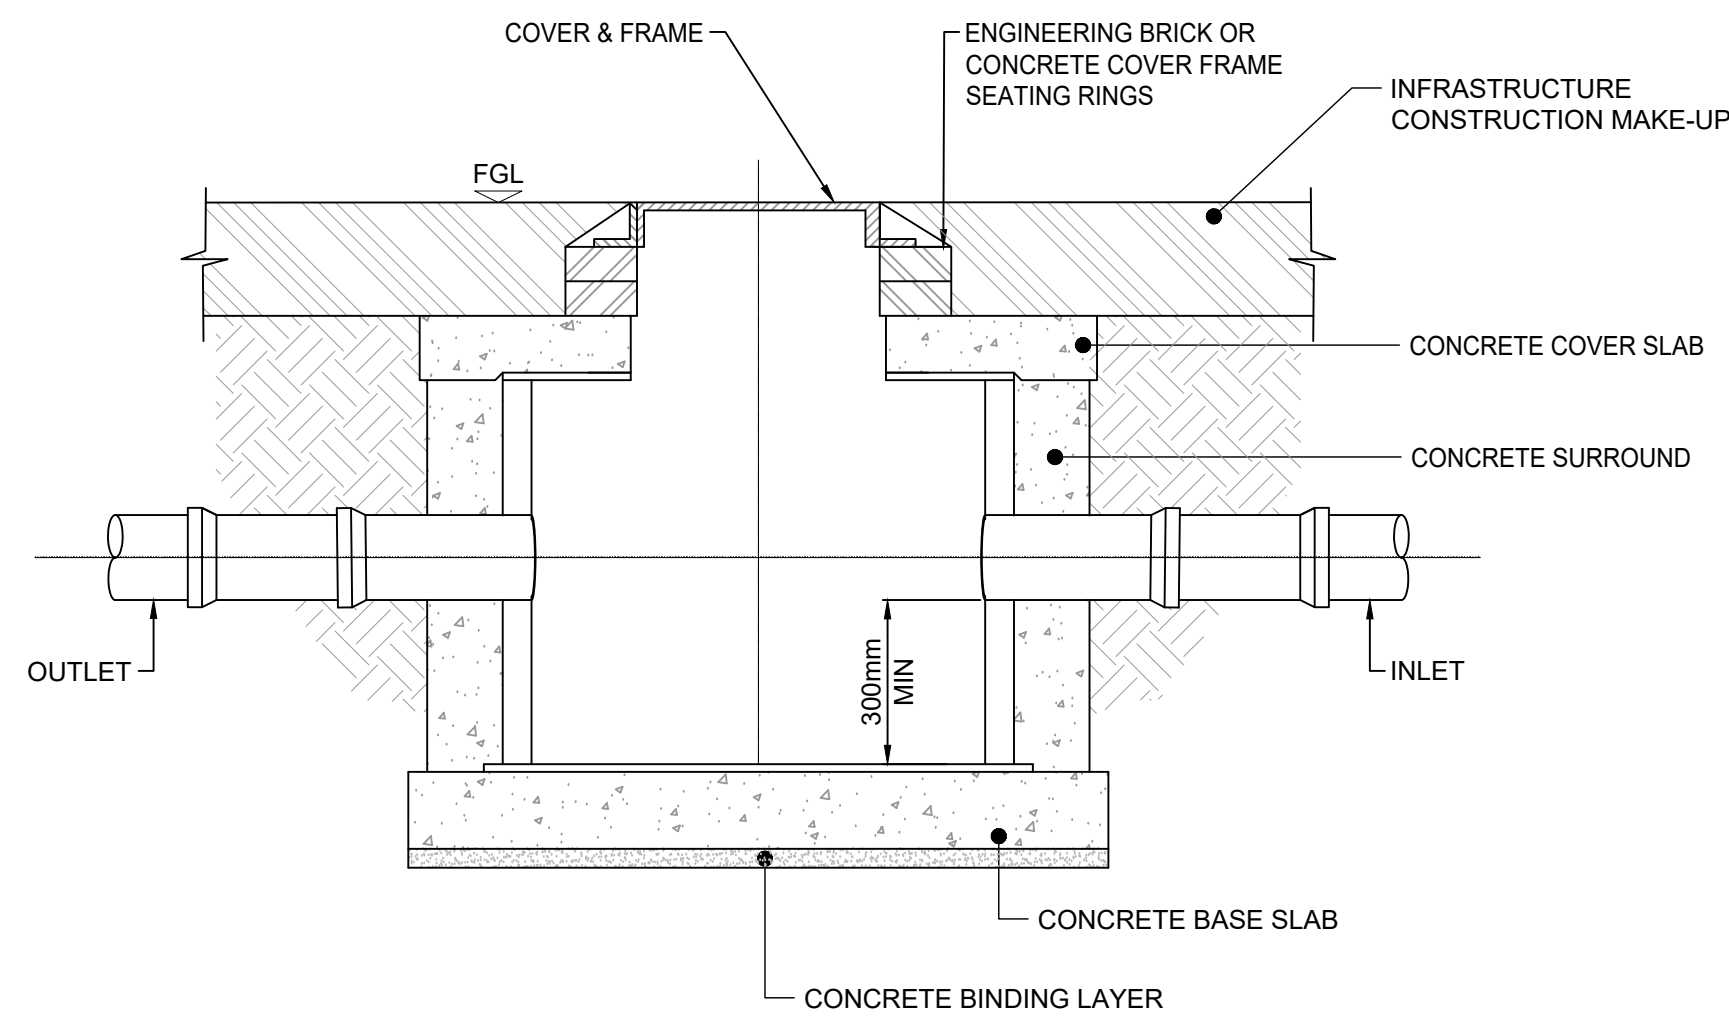 COVER & FRAME
ENGINEERING BRICK OR
CONCRETE COVER FRAME
SEATING RINGS
INFRASTRUCTURE
CONSTRUCTION MAKE-UP
FGL
CONCRETE COVER SLAB
CONCRETE SURROUND
OUTLET
300mm
MIN
INLET
CONCRETE BASE SLAB
CONCRETE BINDING LAYER